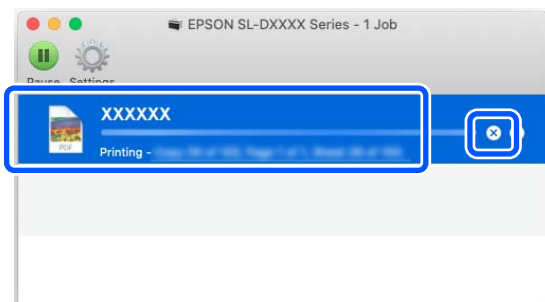 EPSON SL-DXXXX Series - 1 Job
Pause Settings
XXXXXX
PDF
Printing -